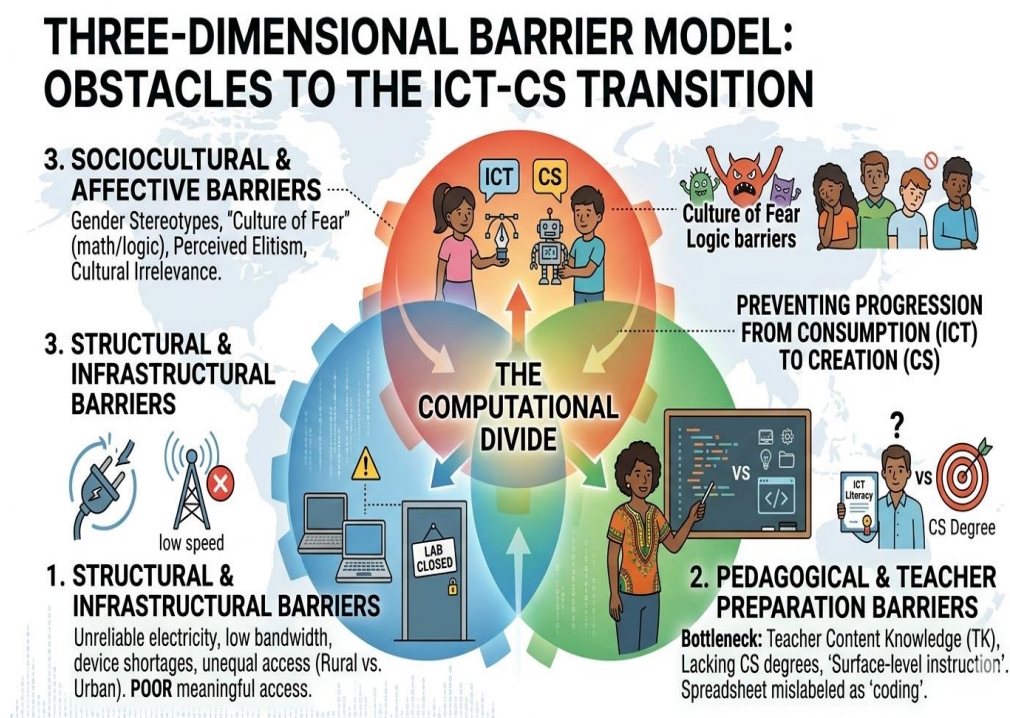 THREE-DIMENSIONAL BARRIER MODEL:
OBSTACLES TO THE ICT-CS TRANSITION
3. SOCIOCULTURAL &
AFFECTIVE BARRIERS
Gender Stereotypes, "Culture of Fear"
(math/logic), Perceived Elitism,
Cultural Irrelevance.
ICT
CS
Culture of Fear
Logic barriers
PREVENTING PROGRESSION
FROM CONSUMPTION (ICT)
TO CREATION (CS)
3. STRUCTURAL &
INFRASTRUCTURAL
BARRIERS
low speed
THE
COMPUTATIONAL
DIVIDE
LAB
CLOSED
VS
</>
?
ICT
Literacy
VS
CS Degree
1. STRUCTURAL &
INFRASTRUCTURAL BARRIERS
Unreliable electricity, low bandwidth,
device shortages, unequal access (Rural vs.
Urban). POOR meaningful access.
2. PEDAGOGICAL & TEACHER
PREPARATION BARRIERS
Bottleneck: Teacher Content Knowledge (TK),
Lacking CS degrees, 'Surface-level instruction'.
Spreadsheet mislabeled as 'coding'.